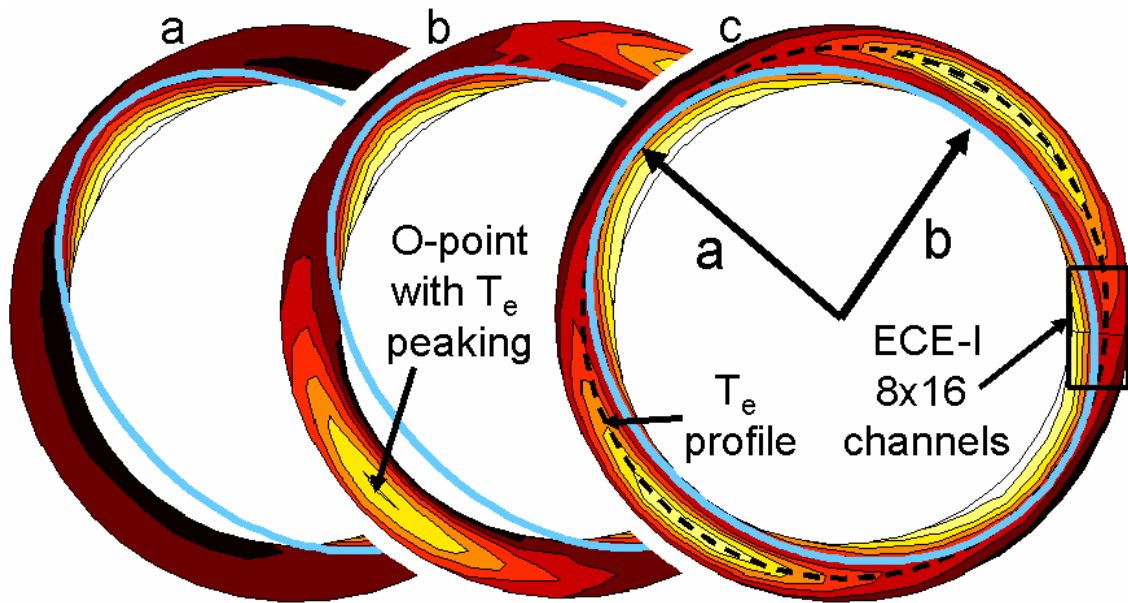 a
b
c
O-point
with Te
peaking
a
b
Te
profile
ECE-I
8x16
channels